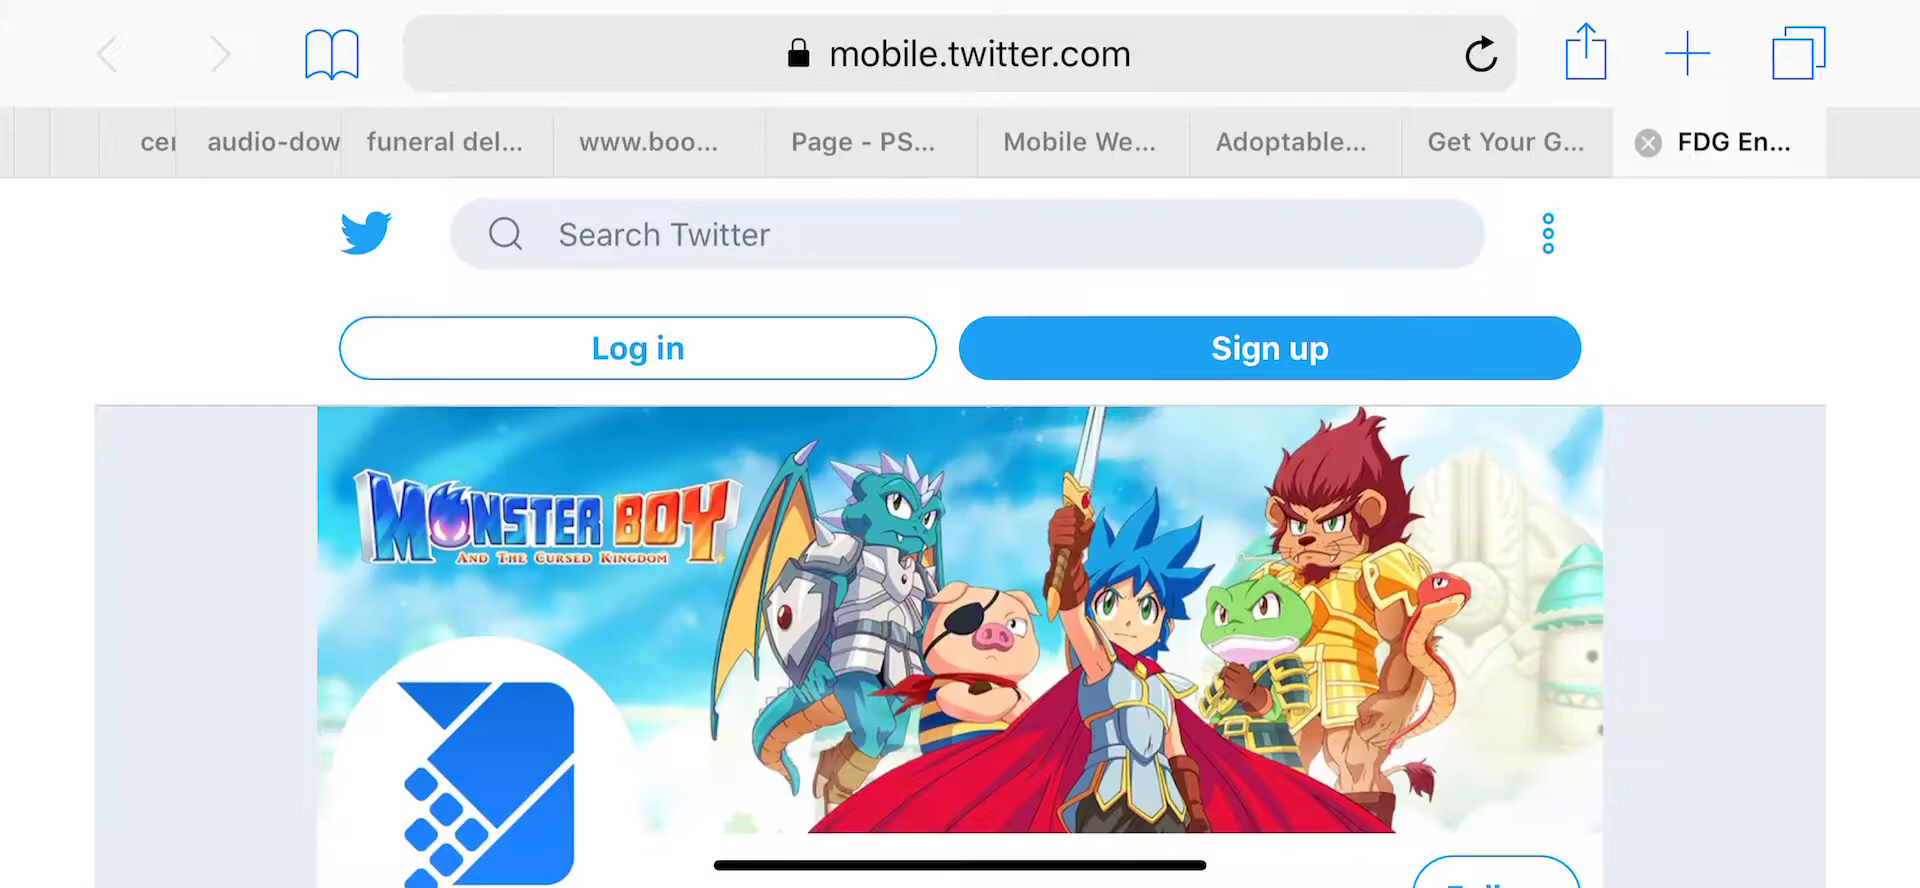 mobile.twitter.com
audio-dow
funeral del...
www.boo...
Page - PS...
Mobile We...
Adoptable...
Get Your G...
FDG En...
Search Twitter
Log in
Sign up
MONSTER BOY
AND THE CURSED KINGDOM